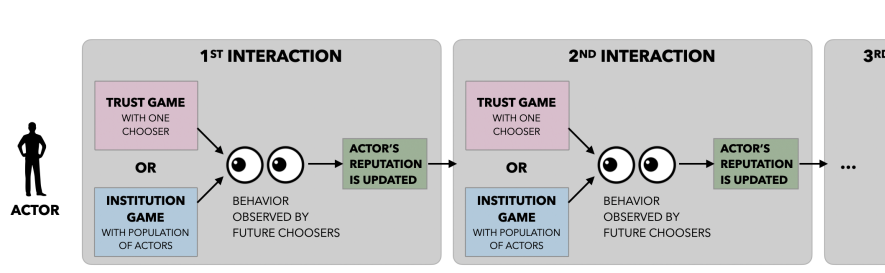 1ST INTERACTION
TRUST GAME
WITH ONE
CHOOSER
OR
INSTITUTION
GAME
WITH POPULATION
OF ACTORS
BEHAVIOR
OBSERVED BY
FUTURE CHOOSERS
ACTOR'S
REPUTATION
IS UPDATED
2ND INTERACTION
TRUST GAME
WITH ONE
CHOOSER
OR
INSTITUTION
GAME
WITH POPULATION
OF ACTORS
BEHAVIOR
OBSERVED BY
FUTURE CHOOSERS
ACTOR'S
REPUTATION
IS UPDATED
3RD
...
ACTOR